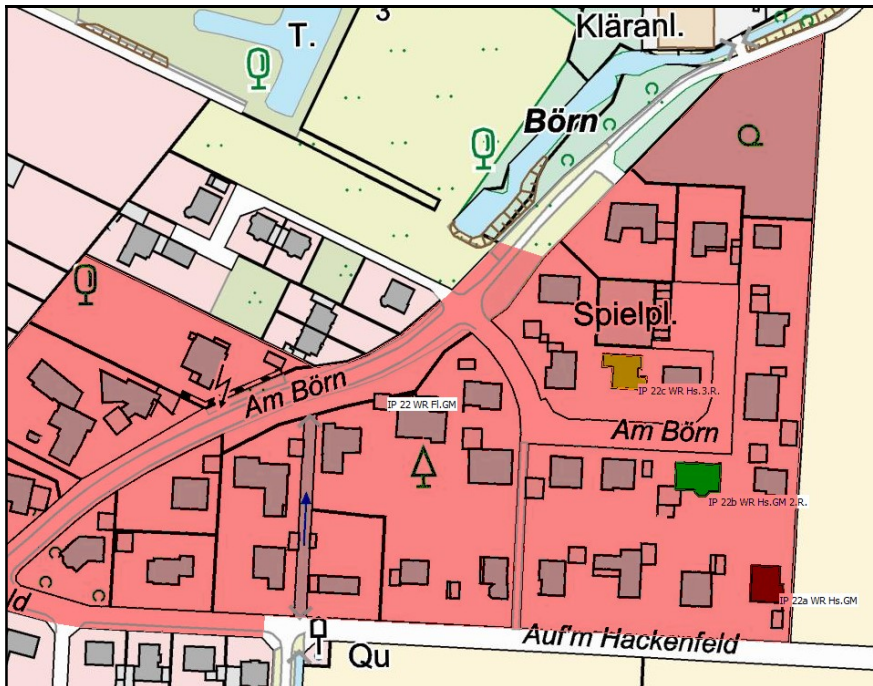 3
T.
Kläranl.
Börn
Spielpl.
Am Börn
IP 22c WR Hs.3.R.
IP 22 WR Fl.GM
Am Börn
IP 22b WR Hs.GM 2.R.
IP 22a WR Hs.GM
ld
Auf'm Hackenfeld
Qu